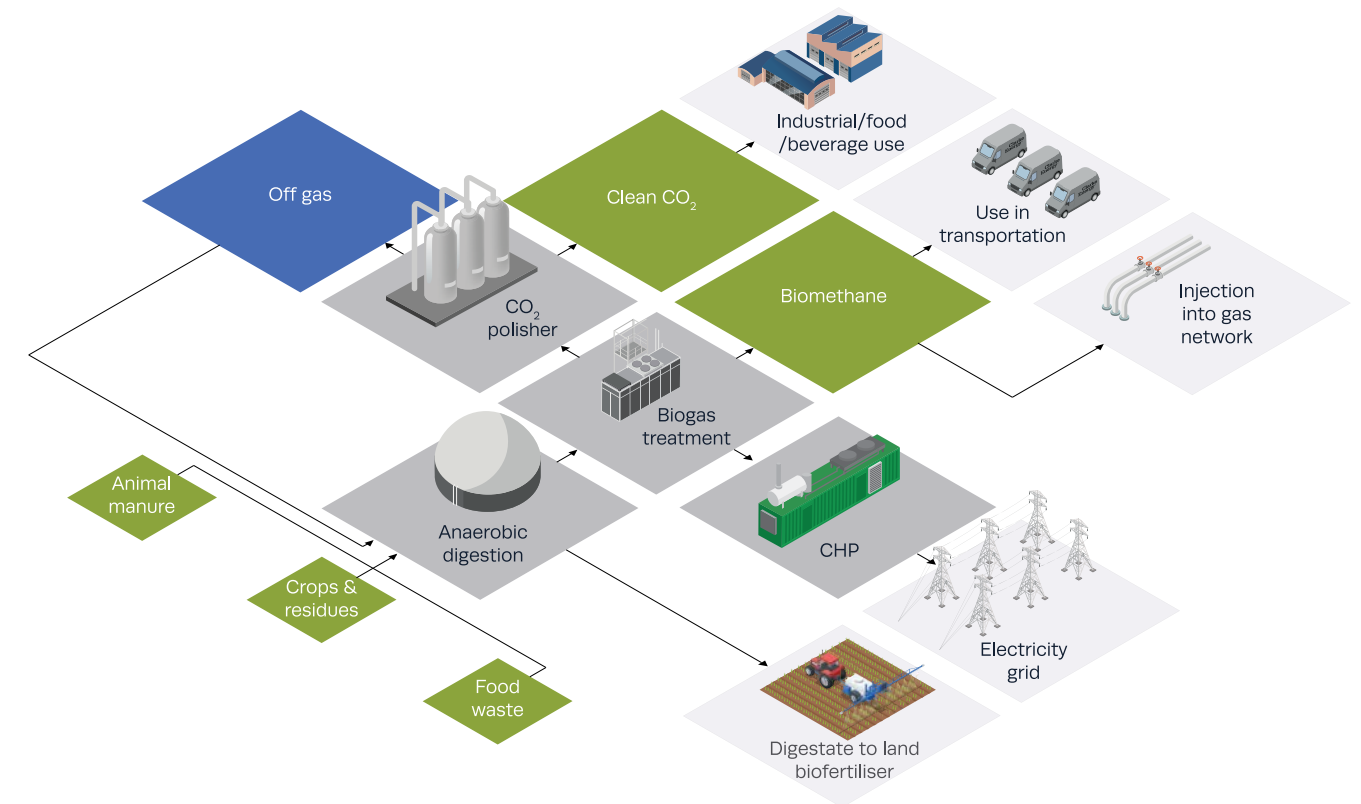 Industrial/food
/beverage use
Off gas
Clean CO₂
Use in
transportation
Biomethane
Injection
into gas
network
CO₂
polisher
Biogas
treatment
Animal
manure
Anaerobic
digestion
CHP
Crops &
residues
Electricity
grid
Food
waste
Digestate to land
biofertiliser